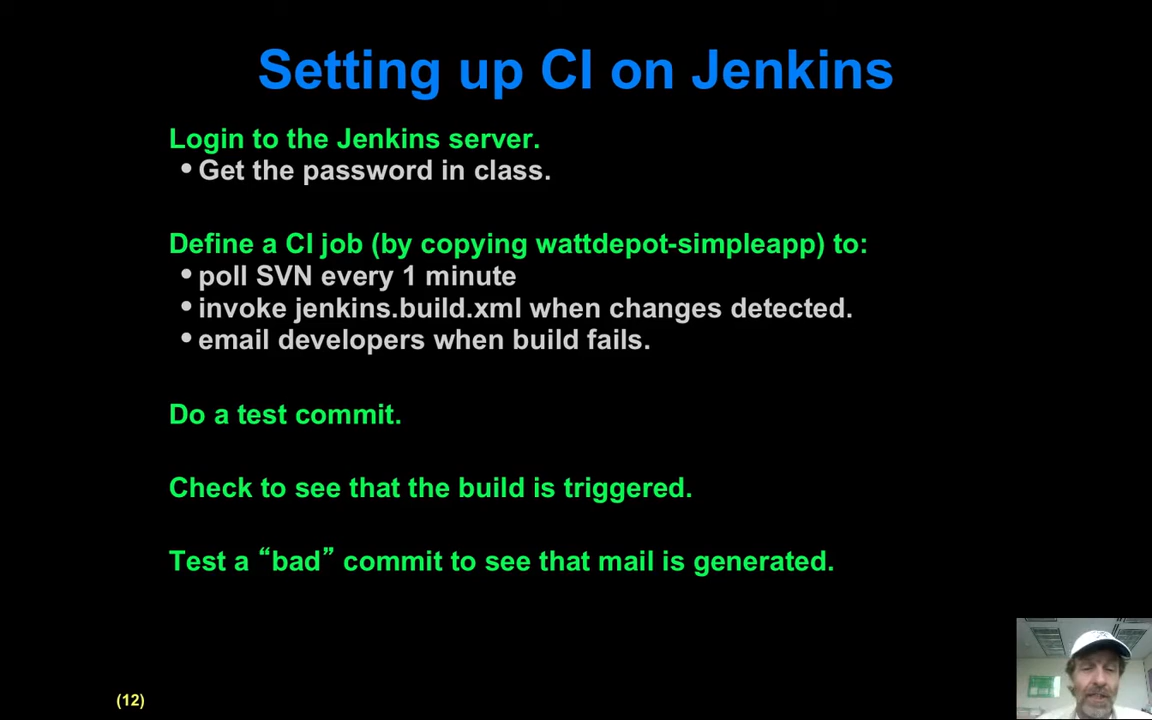 Setting up CI on Jenkins
Login to the Jenkins server.
• Get the password in class.
Define a CI job (by copying wattdepot-simpleapp) to:
• poll SVN every 1 minute
• invoke jenkins.build.xml when changes detected.
• email developers when build fails.
Do a test commit.
Check to see that the build is triggered.
Test a “bad” commit to see that mail is generated.
(12)